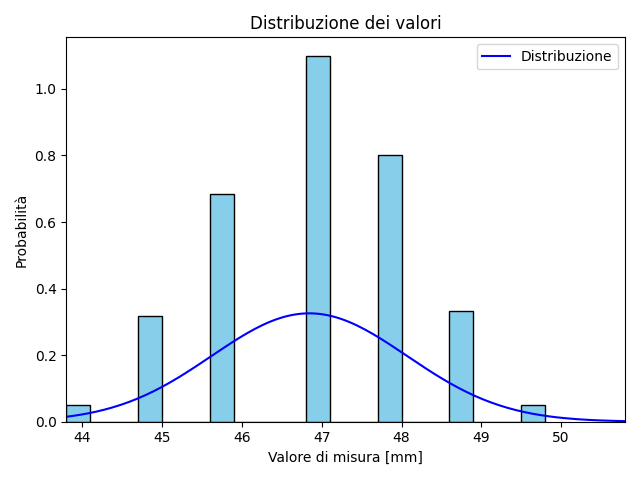 Distribuzione dei valori
Distribuzione
Probabilità
1.0
0.8
0.6
0.4
0.2
0.0
44 45 46 47 48 49 50
Valore di misura [mm]